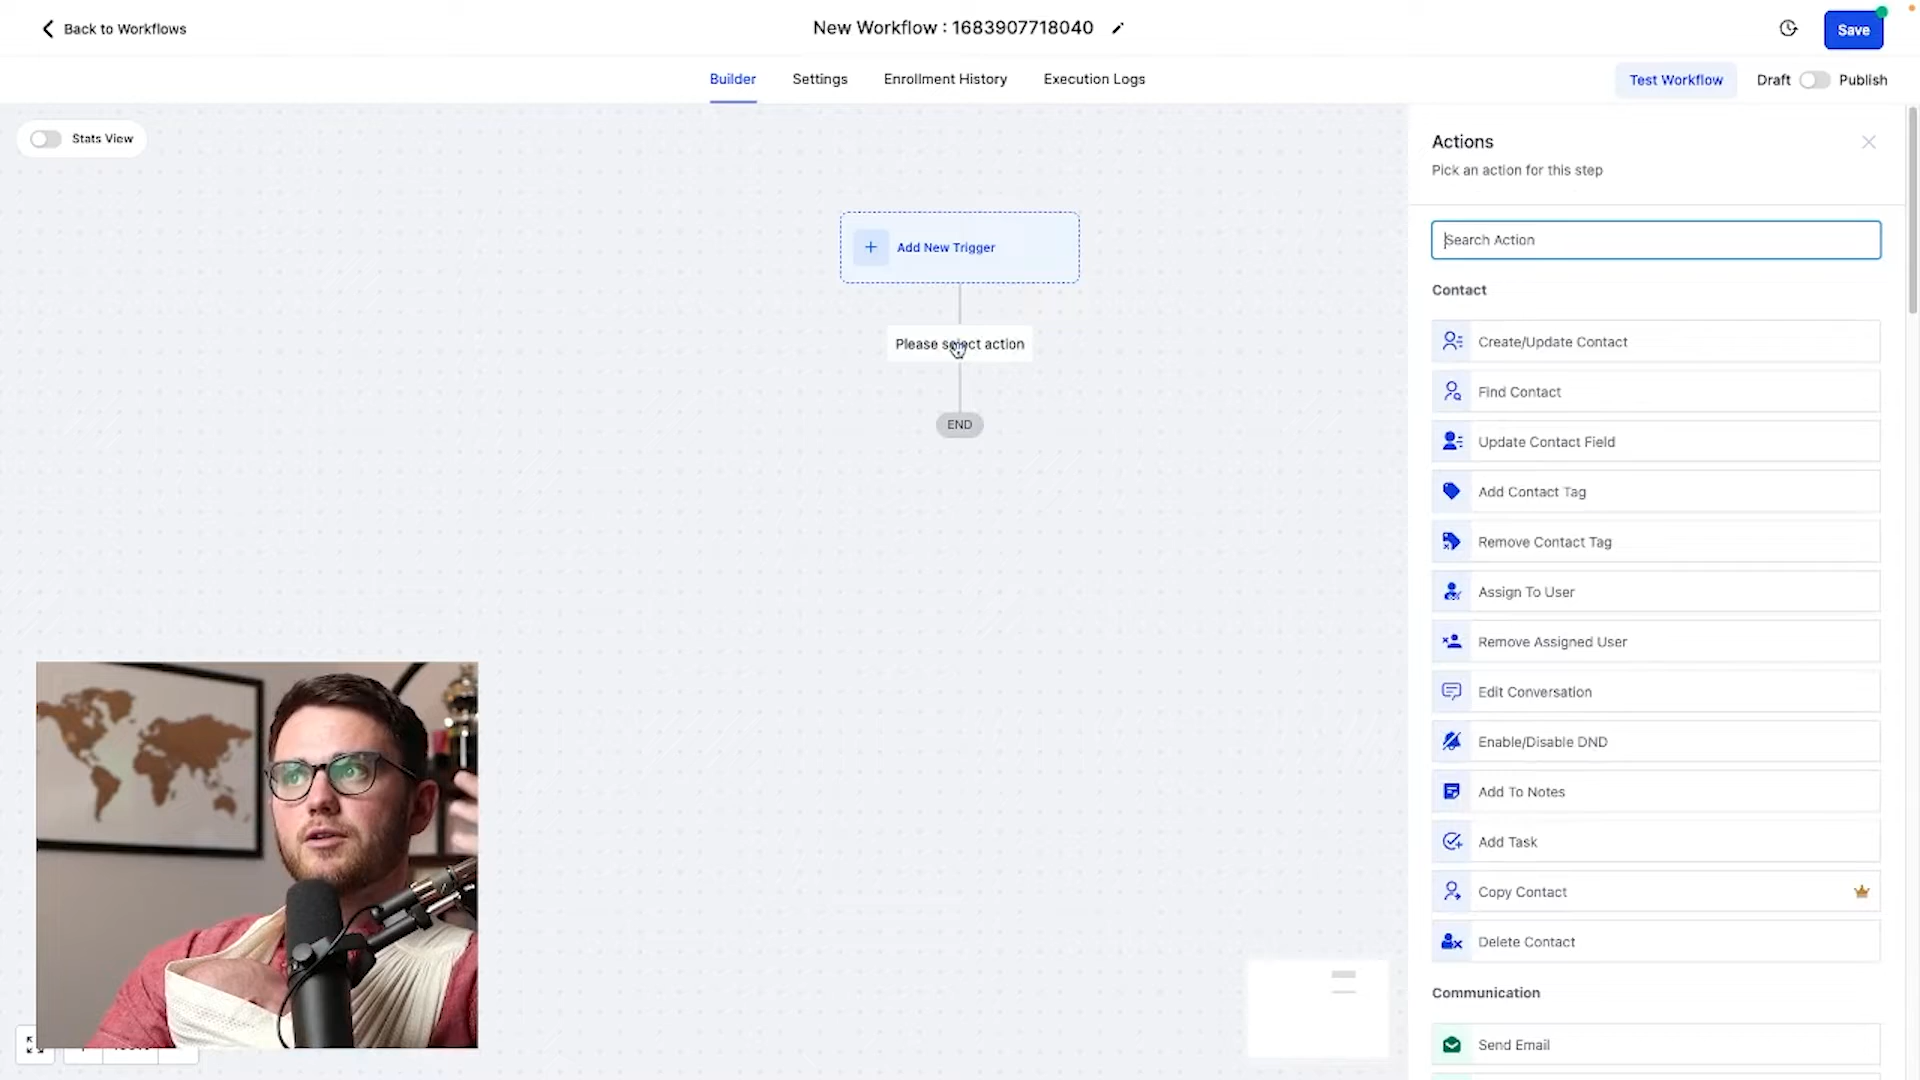 Back to Workflows
New Workflow : 1683907718040
Save
Builder
Settings
Enrollment History
Execution Logs
Test Workflow
Draft
Publish
Stats View
Add New Trigger
Please select action
END
Actions
Pick an action for this step
Search Action
Contact
Create/Update Contact
Find Contact
Update Contact Field
Add Contact Tag
Remove Contact Tag
Assign To User
Remove Assigned User
Edit Conversation
Enable/Disable DND
Add To Notes
Add Task
Copy Contact
Delete Contact
Communication
Send Email